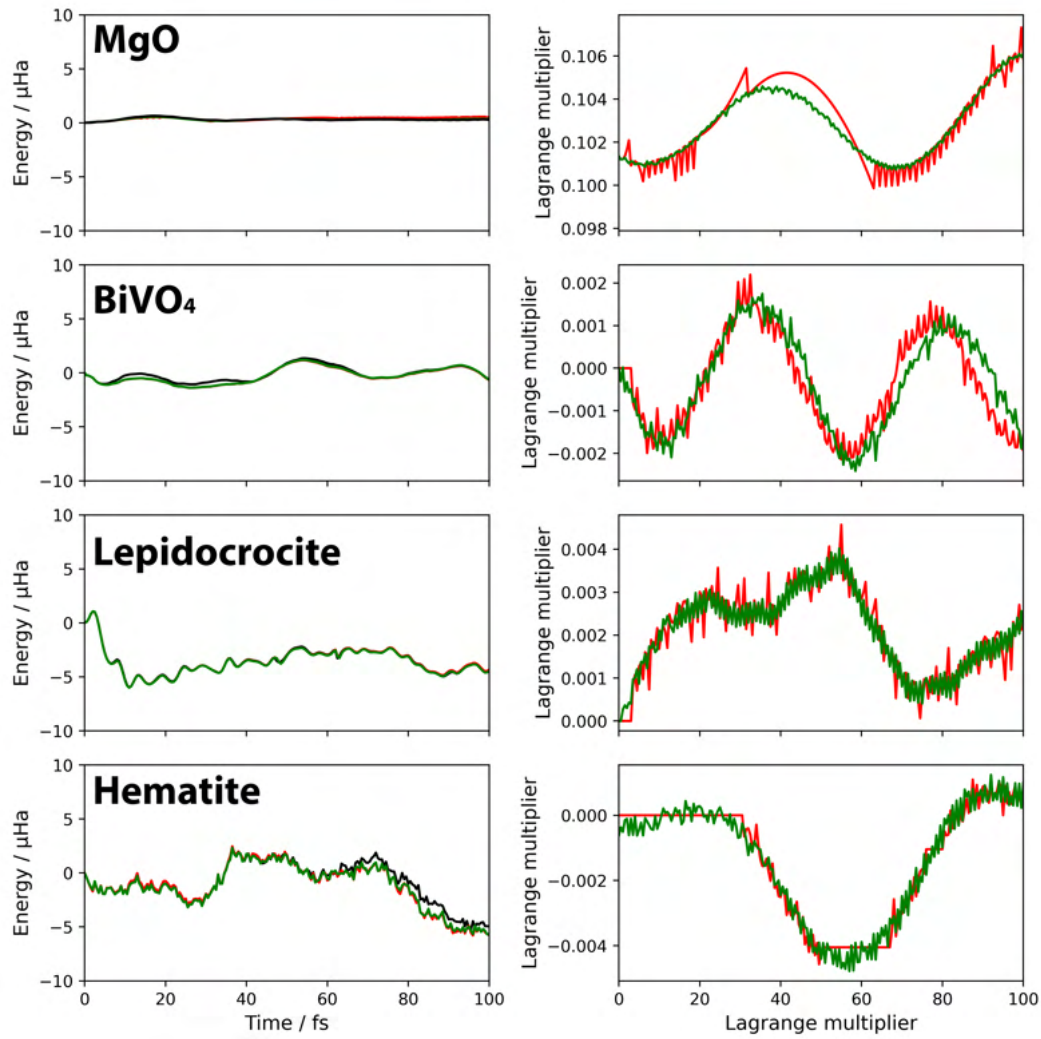 10
MgO
5
0
−5
−10
Energy / μHa
0.106
0.104
0.102
0.100
0.098
Lagrange multiplier
10
BiVO4
5
0
−5
−10
Energy / μHa
0.002
0.001
0.000
−0.001
−0.002
Lagrange multiplier
10
Lepidocrocite
5
0
−5
−10
Energy / μHa
0.004
0.003
0.002
0.001
0.000
Lagrange multiplier
10
Hematite
5
0
−5
−10
Energy / μHa
0 20 40 60 80 100
Time / fs
0.000
−0.002
−0.004
Lagrange multiplier
0 20 40 60 80 100
Lagrange multiplier